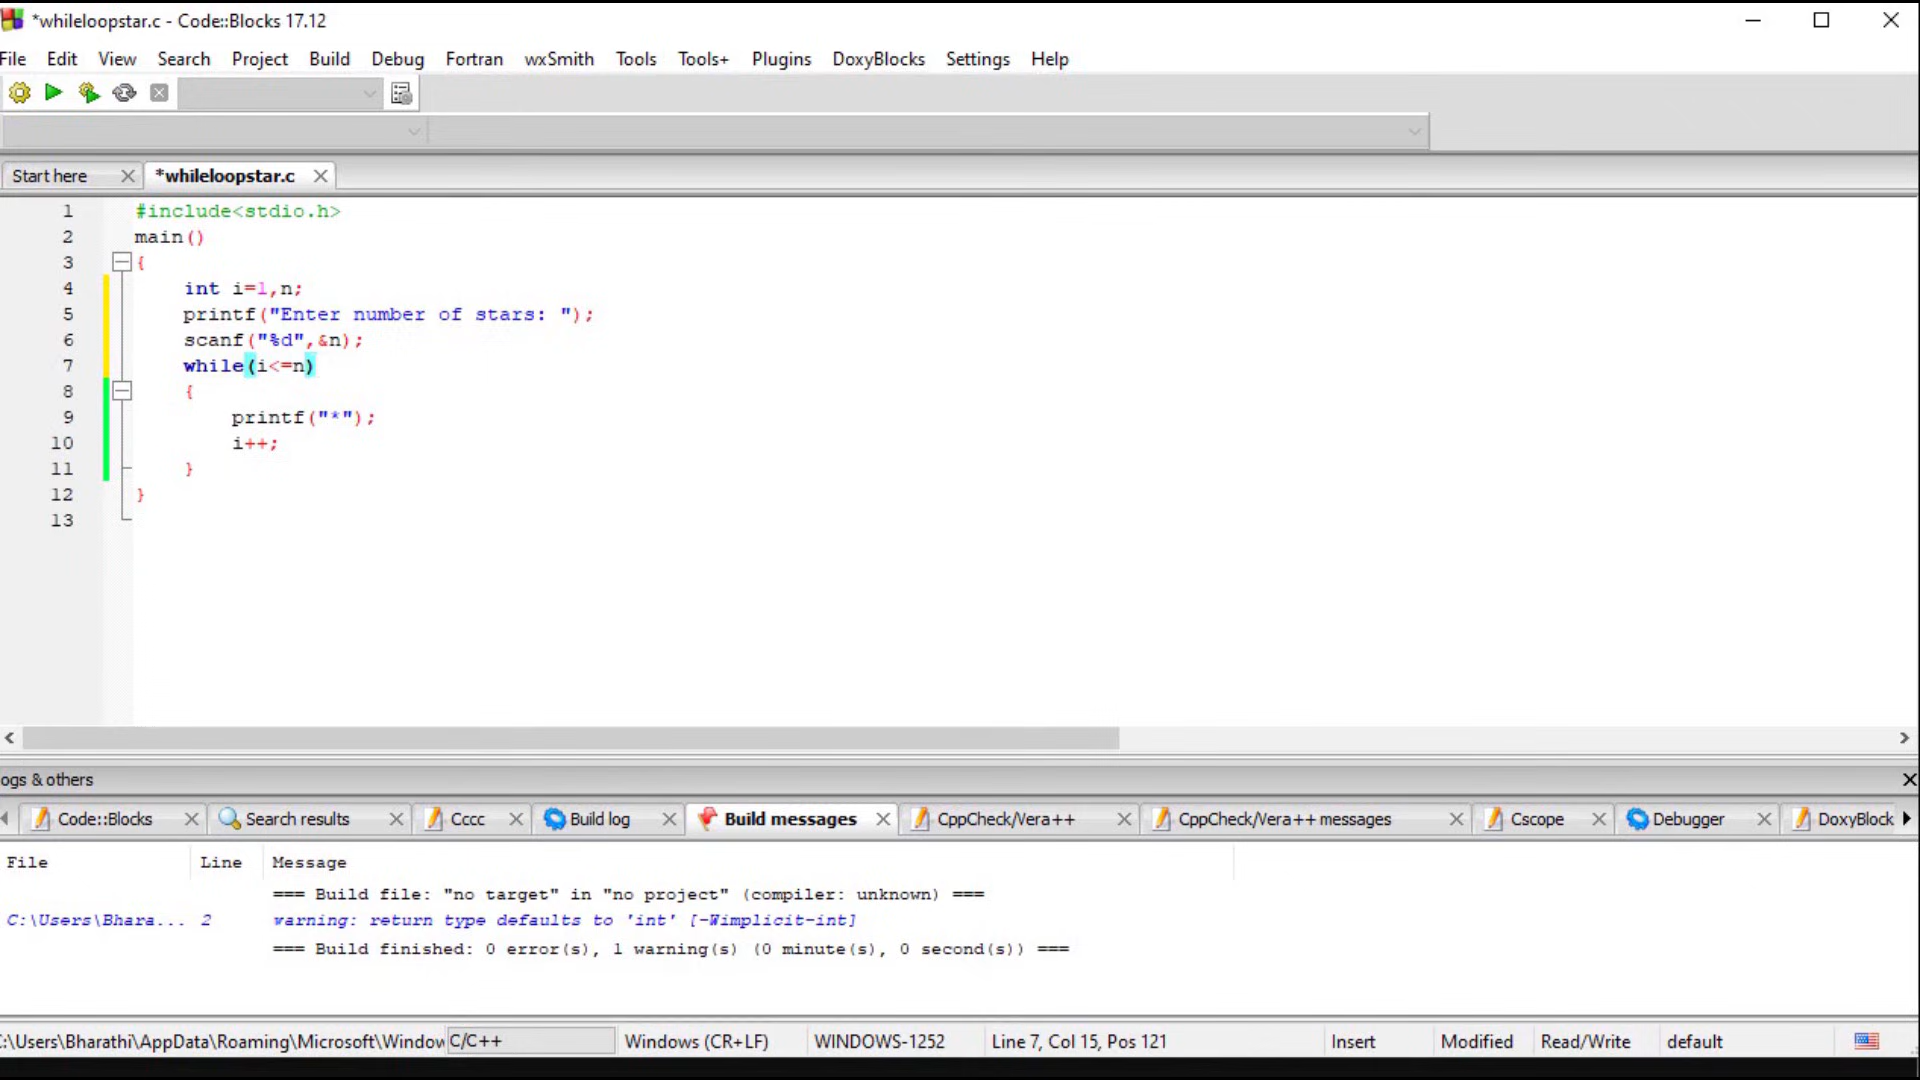 *whileloopstar.c - Code::Blocks 17.12
File Edit View Search Project Build Debug Fortran wxSmith Tools Tools+ Plugins DoxyBlocks Settings Help
Start here *whileloopstar.c
1 #include<stdio.h>
2 main()
3 {
4 int i=1,n;
5 printf("Enter number of stars: ");
6 scanf("%d",&n);
7 while(i<=n)
8 {
9 printf("*");
10 i++;
11 }
12 }
13
ogs & others
Code::Blocks Search results Cccc Build log Build messages CppCheck/Vera++ CppCheck/Vera++ messages Cscope Debugger DoxyBlock
File Line Message
=== Build file: "no target" in "no project" (compiler: unknown) ===
C:\Users\Bhara... 2 warning: return type defaults to 'int' [-Wimplicit-int]
=== Build finished: 0 error(s), 1 warning(s) (0 minute(s), 0 second(s)) ===
:\Users\Bharathi\AppData\Roaming\Microsoft\Window C/C++ Windows (CR+LF) WINDOWS-1252 Line 7, Col 15, Pos 121 Insert Modified Read/Write default